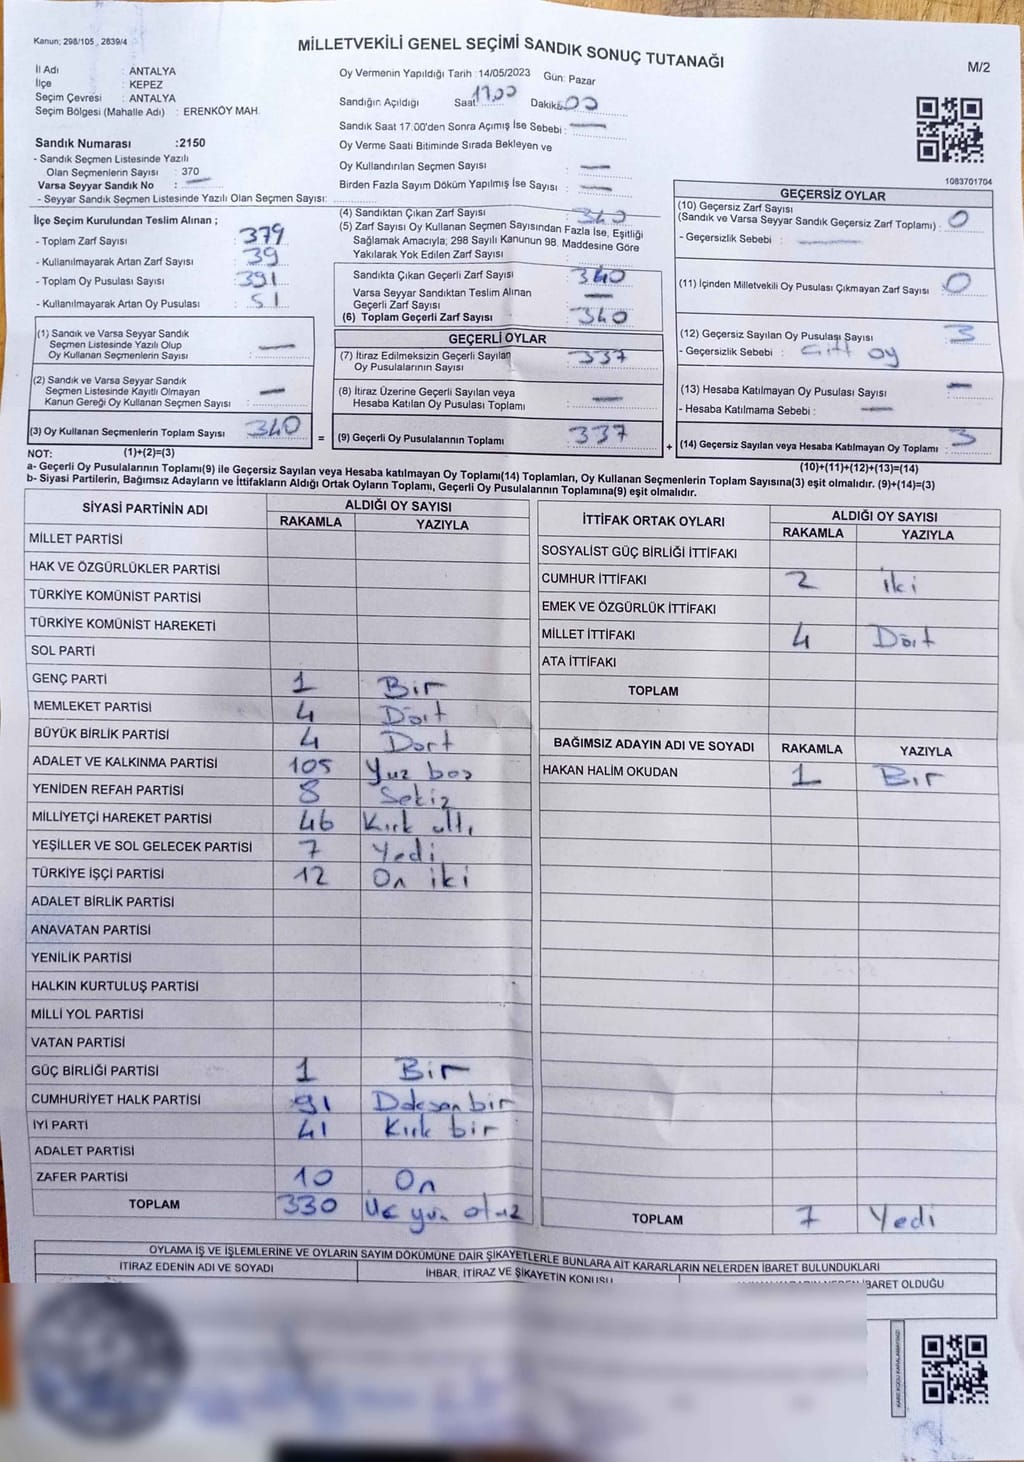 Kanun; 298/105 , 2839/4
MİLLETVEKİLİ GENEL SEÇİMİ SANDIK SONUÇ TUTANAĞI
M/2
İl Adı : ANTALYA
İlçe : KEPEZ
Seçim Çevresi : ANTALYA
Seçim Bölgesi (Mahalle Adı) : ERENKÖY MAH.
Sandık Numarası :2150
- Sandık Seçmen Listesinde Yazılı
Olan Seçmenlerin Sayısı : 370
Varsa Seyyar Sandık No : —
- Seyyar Sandık Seçmen Listesinde Yazılı Olan Seçmen Sayısı:
Oy Vermenin Yapıldığı Tarih : 14/05/2023 Gün: Pazar
Sandığın Açıldığı Saat: 17,00 Dakika: 00
Sandık Saat 17.00'den Sonra Açımış İse Sebebi : —
Oy Verme Saati Bitiminde Sırada Bekleyen ve
Oy Kullandırılan Seçmen Sayısı : —
Birden Fazla Sayım Döküm Yapılmış İse Sayısı : —
1083701704
İlçe Seçim Kurulundan Teslim Alınan ;
- Toplam Zarf Sayısı : 379
- Kullanılmayarak Artan Zarf Sayısı : 39
- Toplam Oy Pusulası Sayısı : 391
- Kullanılmayarak Artan Oy Pusulası : 51
(1) Sandık ve Varsa Seyyar Sandık
Seçmen Listesinde Yazılı Olup
Oy Kullanan Seçmenlerin Sayısı : —
(2) Sandık ve Varsa Seyyar Sandık
Seçmen Listesinde Kayıtlı Olmayan
Kanun Gereği Oy Kullanan Seçmen Sayısı : —
(3) Oy Kullanan Seçmenlerin Toplam Sayısı : 340
(4) Sandıktan Çıkan Zarf Sayısı : 340
(5) Zarf Sayısı Oy Kullanan Seçmen Sayısından Fazla İse, Eşitliği
Sağlamak Amacıyla; 298 Sayılı Kanunun 98. Maddesine Göre
Yakılarak Yok Edilen Zarf Sayısı :
Sandıkta Çıkan Geçerli Zarf Sayısı : 340
Varsa Seyyar Sandıktan Teslim Alınan
Geçerli Zarf Sayısı : —
(6) Toplam Geçerli Zarf Sayısı : 340
GEÇERLİ OYLAR
(7) İtiraz Edilmeksizin Geçerli Sayılan
Oy Pusulalarının Sayısı : 337
(8) İtiraz Üzerine Geçerli Sayılan veya
Hesaba Katılan Oy Pusulası Toplamı : —
= (9) Geçerli Oy Pusulalarının Toplamı : 337
GEÇERSİZ OYLAR
(10) Geçersiz Zarf Sayısı
(Sandık ve Varsa Seyyar Sandık Geçersiz Zarf Toplamı) : 0
- Geçersizlik Sebebi : —
(11) İçinden Milletvekili Oy Pusulası Çıkmayan Zarf Sayısı : 0
(12) Geçersiz Sayılan Oy Pusulası Sayısı : 3
- Geçersizlik Sebebi : Çift oy
(13) Hesaba Katılmayan Oy Pusulası Sayısı : —
- Hesaba Katılmama Sebebi : —
+ (14) Geçersiz Sayılan veya Hesaba Katılmayan Oy Toplamı : 3
NOT: (1)+(2)=(3)
(10)+(11)+(12)+(13)=(14)
a- Geçerli Oy Pusulalarının Toplamı(9) ile Geçersiz Sayılan veya Hesaba katılmayan Oy Toplamı(14) Toplamları, Oy Kullanan Seçmenlerin Toplam Sayısına(3) eşit olmalıdır. (9)+(14)=(3)
b- Siyasi Partilerin, Bağımsız Adayların ve İttifakların Aldığı Ortak Oyların Toplamı, Geçerli Oy Pusulalarının Toplamına(9) eşit olmalıdır.
SİYASİ PARTİNİN ADI ALDIĞI OY SAYISI
RAKAMLA YAZIYLA
MİLLET PARTİSİ
HAK VE ÖZGÜRLÜKLER PARTİSİ
TÜRKİYE KOMÜNİST PARTİSİ
TÜRKİYE KOMÜNİST HAREKETİ
SOL PARTİ
GENÇ PARTİ 1 Bir
MEMLEKET PARTİSİ 4 Dört
BÜYÜK BİRLİK PARTİSİ 4 Dort
ADALET VE KALKINMA PARTİSİ 105 Yuz beş
YENİDEN REFAH PARTİSİ 8 Sekiz
MİLLİYETÇİ HAREKET PARTİSİ 46 Kırk altı
YEŞİLLER VE SOL GELECEK PARTİSİ 7 Yedi
TÜRKİYE İŞÇİ PARTİSİ 12 On iki
ADALET BİRLİK PARTİSİ
ANAVATAN PARTİSİ
YENİLİK PARTİSİ
HALKIN KURTULUŞ PARTİSİ
MİLLİ YOL PARTİSİ
VATAN PARTİSİ
GÜÇ BİRLİĞİ PARTİSİ 1 Bir
CUMHURİYET HALK PARTİSİ 91 Doksan bir
İYİ PARTİ 41 Kırk bir
ADALET PARTİSİ
ZAFER PARTİSİ 10 On
TOPLAM 330 Üç yüz otuz
İTTİFAK ORTAK OYLARI ALDIĞI OY SAYISI
RAKAMLA YAZIYLA
SOSYALİST GÜÇ BİRLİĞİ İTTİFAKI
CUMHUR İTTİFAKI 2 iki
EMEK VE ÖZGÜRLÜK İTTİFAKI
MİLLET İTTİFAKI 4 Dört
ATA İTTİFAKI
TOPLAM
BAĞIMSIZ ADAYIN ADI VE SOYADI RAKAMLA YAZIYLA
HAKAN HALİM OKUDAN 1 Bir
TOPLAM 7 Yedi
OYLAMA İŞ VE İŞLEMLERİNE VE OYLARIN SAYIM DÖKÜMÜNE DAİR ŞİKAYETLERLE BUNLARA AİT KARARLARIN NELERDEN İBARET BULUNDUKLARI
İTİRAZ EDENİN ADI VE SOYADI İHBAR, İTİRAZ VE ŞİKAYETİN KONUSU İBARET OLDUĞU
KARE KODU KARALAMAYINIZ!